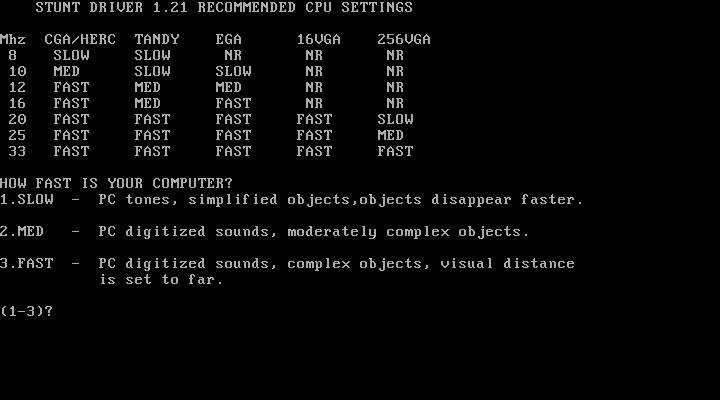 STUNT DRIVER 1.21 RECOMMENDED CPU SETTINGS
Mhz CGA/HERC TANDY EGA 16VGA 256VGA
8 SLOW SLOW NR NR NR
10 MED SLOW SLOW NR NR
12 FAST MED MED NR NR
16 FAST MED FAST NR NR
20 FAST FAST FAST FAST SLOW
25 FAST FAST FAST FAST MED
33 FAST FAST FAST FAST FAST
HOW FAST IS YOUR COMPUTER?
1.SLOW - PC tones, simplified objects,objects disappear faster.
2.MED - PC digitized sounds, moderately complex objects.
3.FAST - PC digitized sounds, complex objects, visual distance
is set to far.
(1-3)?